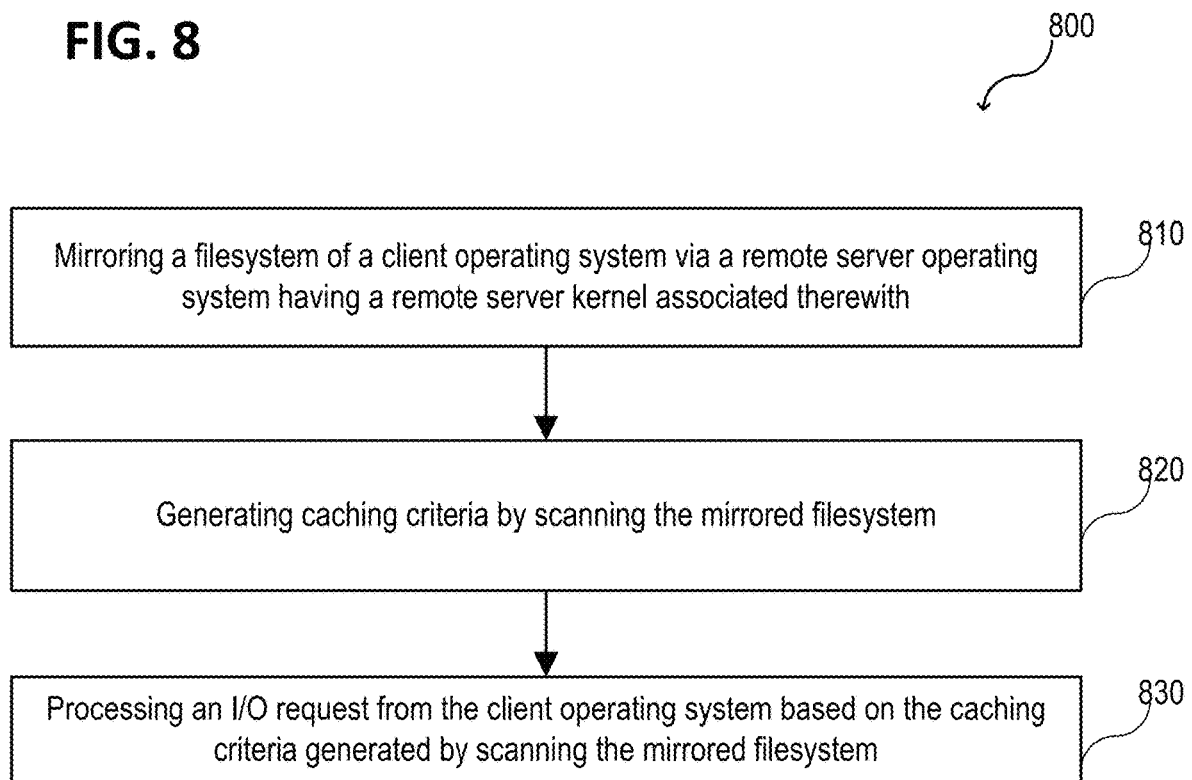 FIG. 8
800
Mirroring a filesystem of a client operating system via a remote server operating
system having a remote server kernel associated therewith
810
Generating caching criteria by scanning the mirrored filesystem
820
Processing an I/O request from the client operating system based on the caching
criteria generated by scanning the mirrored filesystem
830